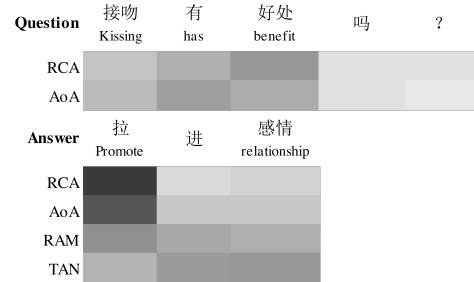 Question 接吻 有 好处 吗 ？
Kissing has benefit
RCA
AoA
Answer 拉 进 感情
Promote relationship
RCA
AoA
RAM
TAN